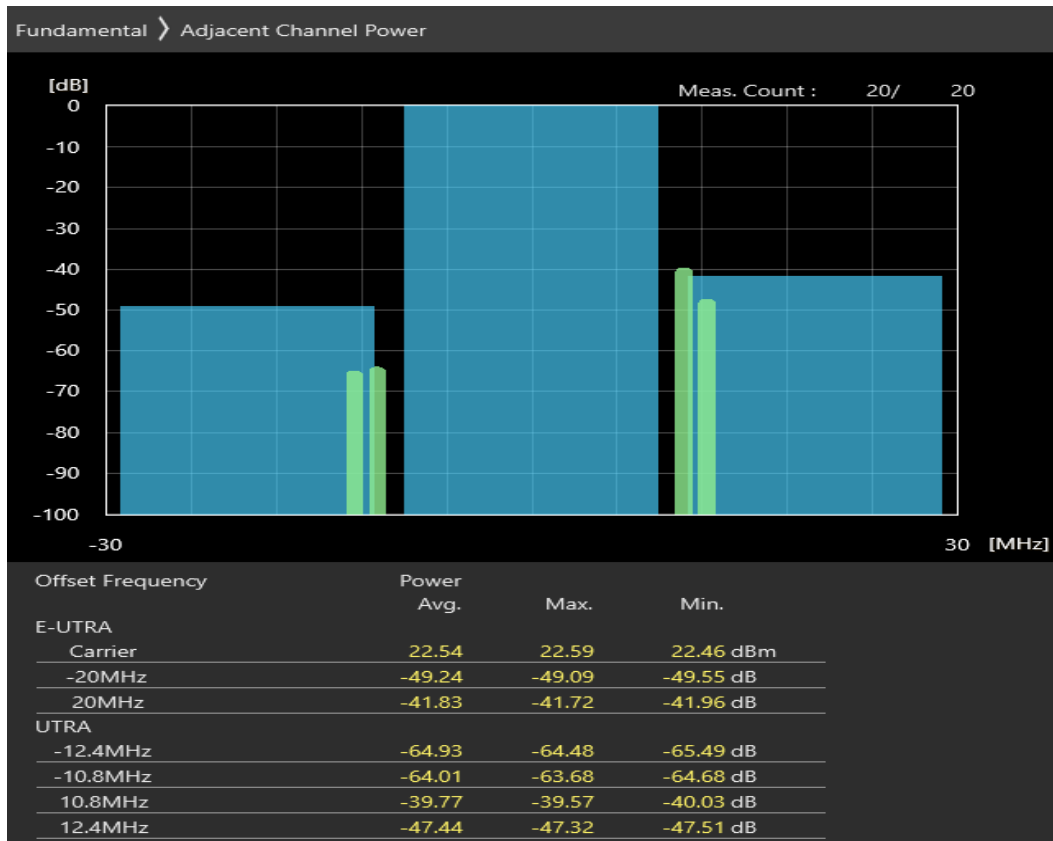 Fundamental 〉 Adjacent Channel Power
[dB]
Meas. Count : 20/ 20
0
-10
-20
-30
-40
-50
-60
-70
-80
-90
-100
-30 30 [MHz]
Offset Frequency Power
Avg. Max. Min.
E-UTRA
Carrier 22.54 22.59 22.46 dBm
-20MHz -49.24 -49.09 -49.55 dB
20MHz -41.83 -41.72 -41.96 dB
UTRA
-12.4MHz -64.93 -64.48 -65.49 dB
-10.8MHz -64.01 -63.68 -64.68 dB
10.8MHz -39.77 -39.57 -40.03 dB
12.4MHz -47.44 -47.32 -47.51 dB